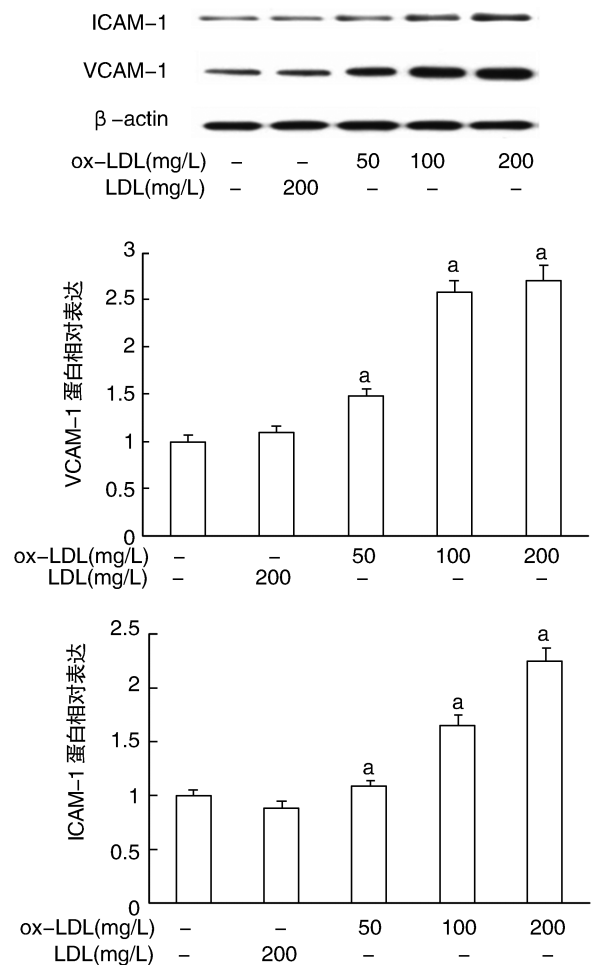 ICAM-1
VCAM-1
β-actin
ox-LDL(mg/L) – – 50 100 200
LDL(mg/L) – 200 – – –
VCAM-1 蛋白相对表达
3
2.5
2
1.5
1
0.5
0
a a a
ox-LDL(mg/L) – – 50 100 200
LDL(mg/L) – 200 – – –
ICAM-1 蛋白相对表达
2.5
2
1.5
1
0.5
0
a a a
ox-LDL(mg/L) – – 50 100 200
LDL(mg/L) – 200 – – –